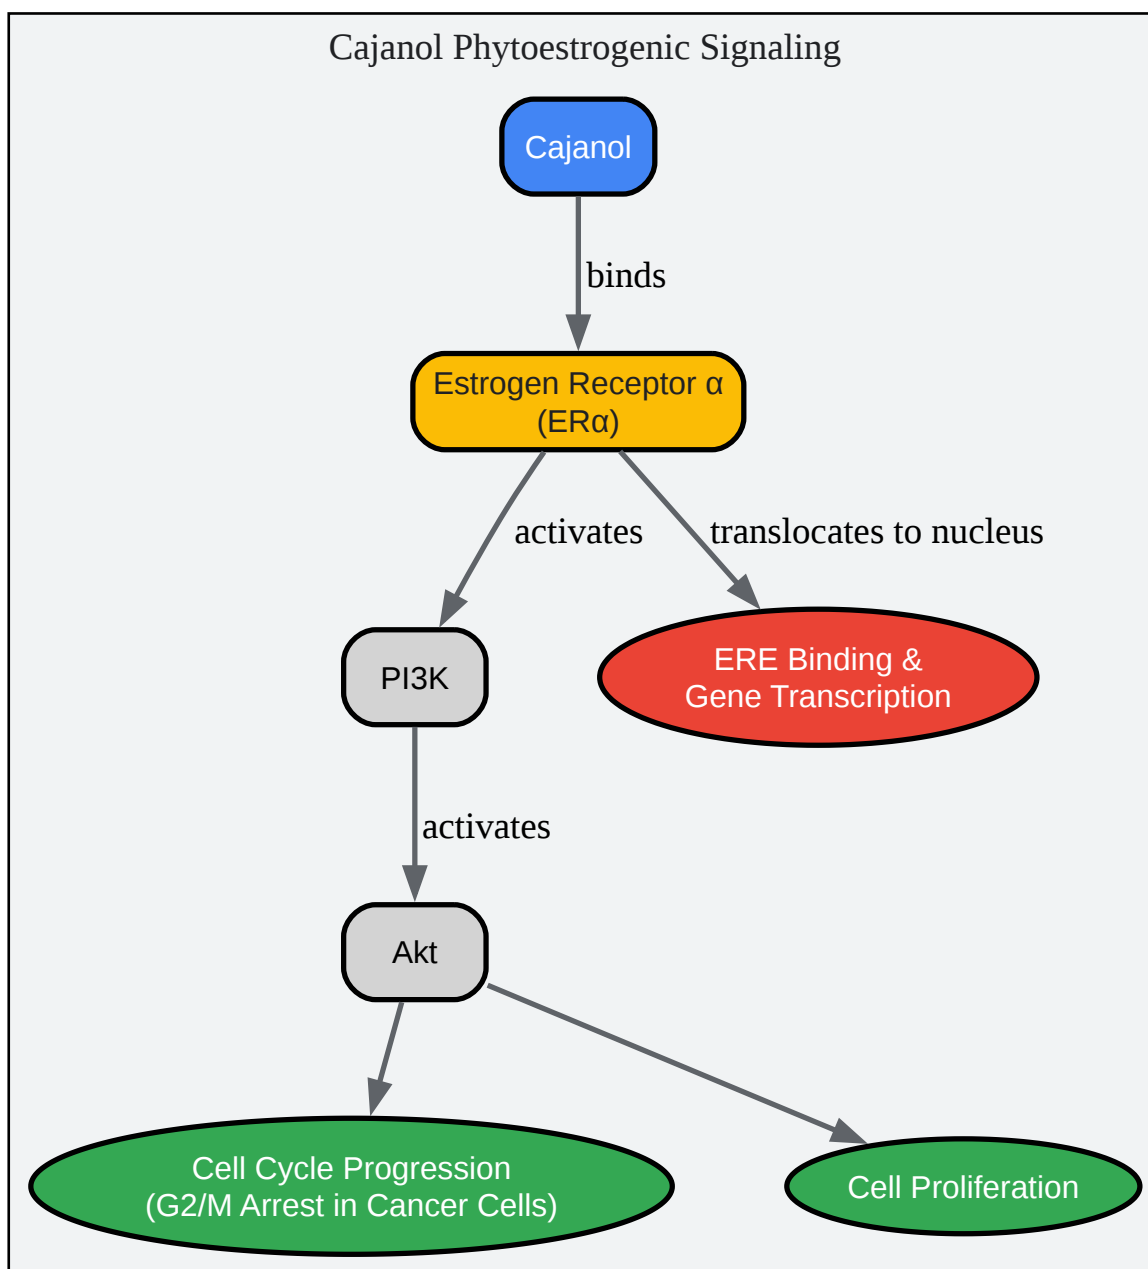 Cajanol Phytoestrogenic Signaling
Cajanol
binds
Estrogen Receptor α
(ERα)
activates
translocates to nucleus
PI3K
ERE Binding &
Gene Transcription
activates
Akt
Cell Cycle Progression
(G2/M Arrest in Cancer Cells)
Cell Proliferation